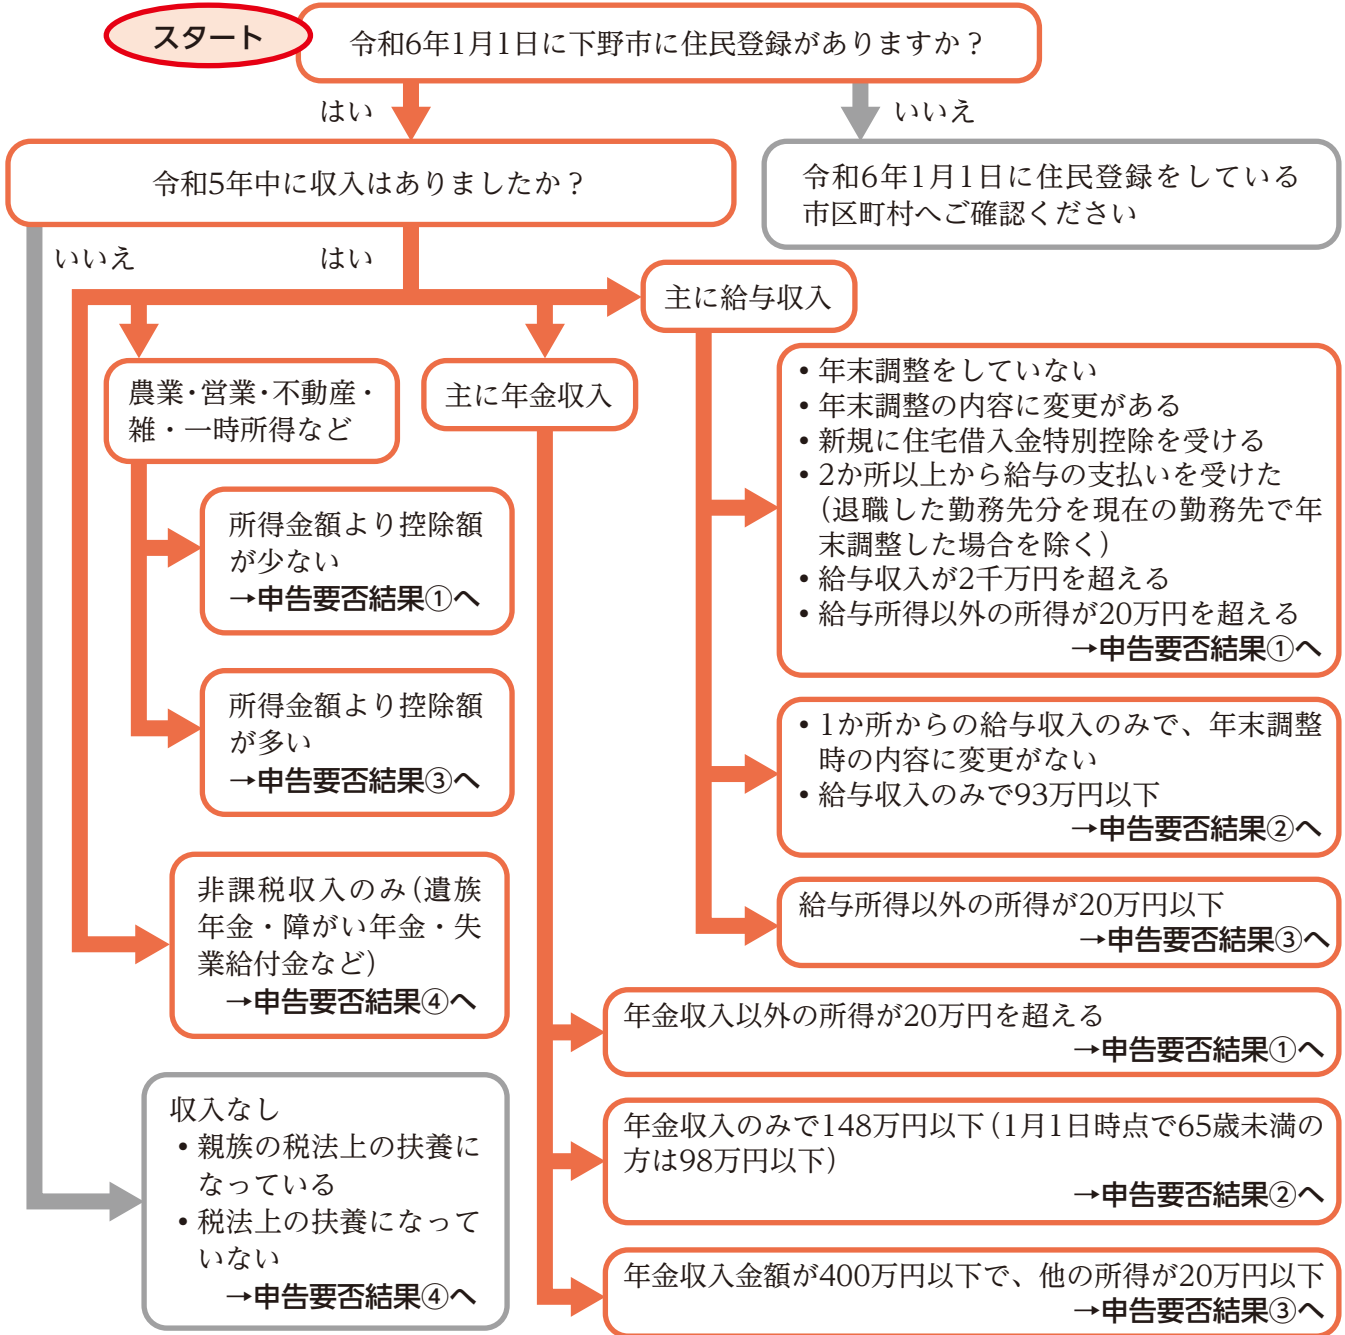 スタート
令和6年1月1日に下野市に住民登録がありますか？
はい
いいえ
令和5年中に収入はありましたか？
令和6年1月1日に住民登録をしている
市区町村へご確認ください
いいえ
はい
主に給与収入
農業・営業・不動産・
雑・一時所得など
主に年金収入
・年末調整をしていない
・年末調整の内容に変更がある
・新規に住宅借入金特別控除を受ける
・2か所以上から給与の支払いを受けた
（退職した勤務先分を現在の勤務先で年
末調整した場合を除く）
・給与収入が2千万円を超える
・給与所得以外の所得が20万円を超える
→申告要否結果①へ
所得金額より控除額
が少ない
→申告要否結果①へ
所得金額より控除額
が多い
→申告要否結果③へ
・1か所からの給与収入のみで、年末調整
時の内容に変更がない
・給与収入のみで93万円以下
→申告要否結果②へ
非課税収入のみ（遺族
年金・障がい年金・失
業給付金など）
→申告要否結果④へ
給与所得以外の所得が20万円以下
→申告要否結果③へ
年金収入以外の所得が20万円を超える
→申告要否結果①へ
収入なし
・親族の税法上の扶養に
なっている
・税法上の扶養になって
いない
→申告要否結果④へ
年金収入のみで148万円以下（1月1日時点で65歳未満の
方は98万円以下）
→申告要否結果②へ
年金収入金額が400万円以下で、他の所得が20万円以下
→申告要否結果③へ